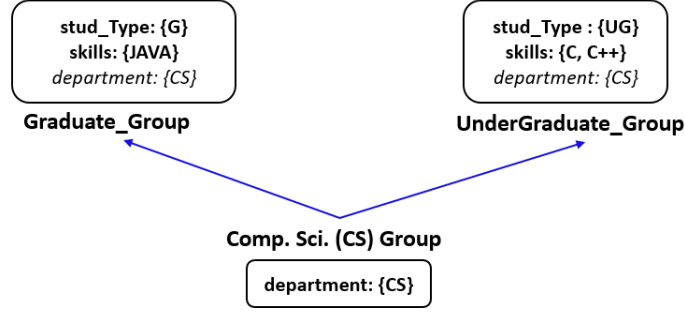 stud_Type: {G}
skills: {JAVA}
department: {CS}
Graduate_Group
stud_Type : {UG}
skills: {C, C++}
department: {CS}
UnderGraduate_Group
Comp. Sci. (CS) Group
department: {CS}